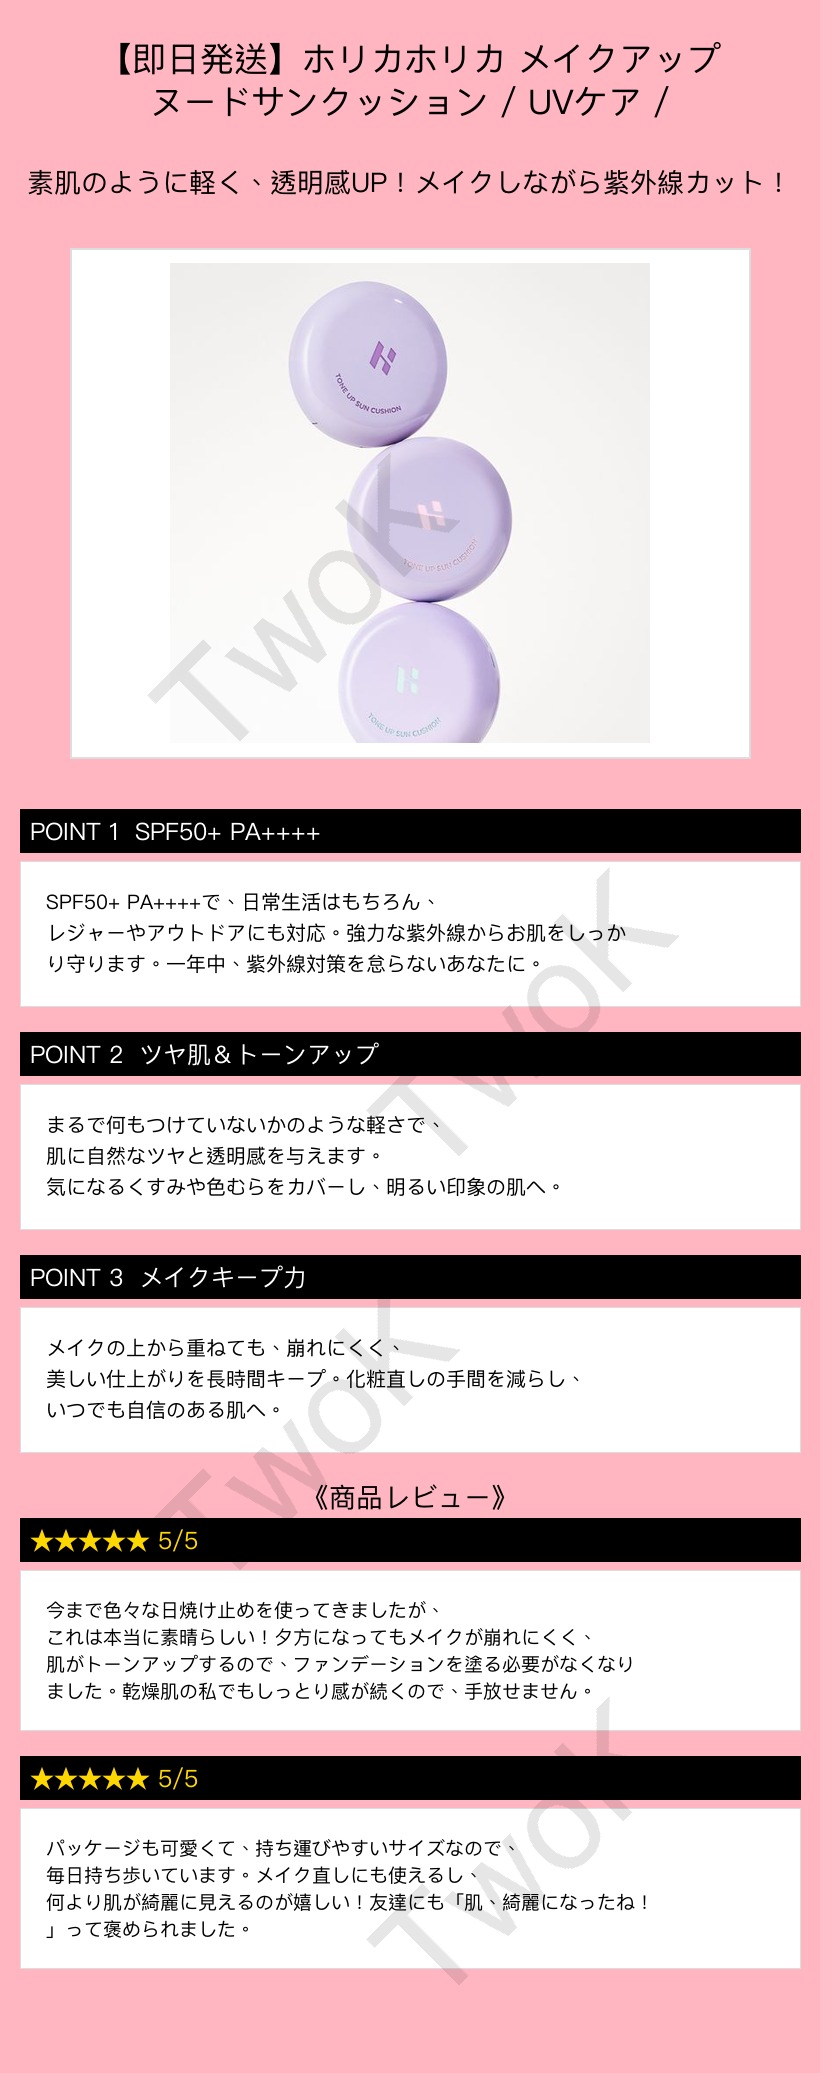 【即日発送】ホリカホリカ メイクアップ
ヌードサンクッション / UVケア /
素肌のように軽く、透明感UP！メイクしながら紫外線カット！
TONE UP SUN CUSHION
TONE UP SUN CUSHION
TONE UP SUN CUSHION
TwoK
POINT 1 SPF50+ PA++++
SPF50+ PA++++で、日常生活はもちろん、
レジャーやアウトドアにも対応。強力な紫外線からお肌をしっか
り守ります。一年中、紫外線対策を怠らないあなたに。
TwoK
POINT 2 ツヤ肌＆トーンアップ
まるで何もつけていないかのような軽さで、
肌に自然なツヤと透明感を与えます。
気になるくすみや色むらをカバーし、明るい印象の肌へ。
POINT 3 メイクキープ力
メイクの上から重ねても、崩れにくく、
美しい仕上がりを長時間キープ。化粧直しの手間を減らし、
いつでも自信のある肌へ。
TwoK
《商品レビュー》
★★★★★ 5/5
今まで色々な日焼け止めを使ってきましたが、
これは本当に素晴らしい！夕方になってもメイクが崩れにくく、
肌がトーンアップするので、ファンデーションを塗る必要がなくなり
ました。乾燥肌の私でもしっとり感が続くので、手放せません。
★★★★★ 5/5
パッケージも可愛くて、持ち運びやすいサイズなので、
毎日持ち歩いています。メイク直しにも使えるし、
何より肌が綺麗に見えるのが嬉しい！友達にも「肌、綺麗になったね！
」って褒められました。
TwoK